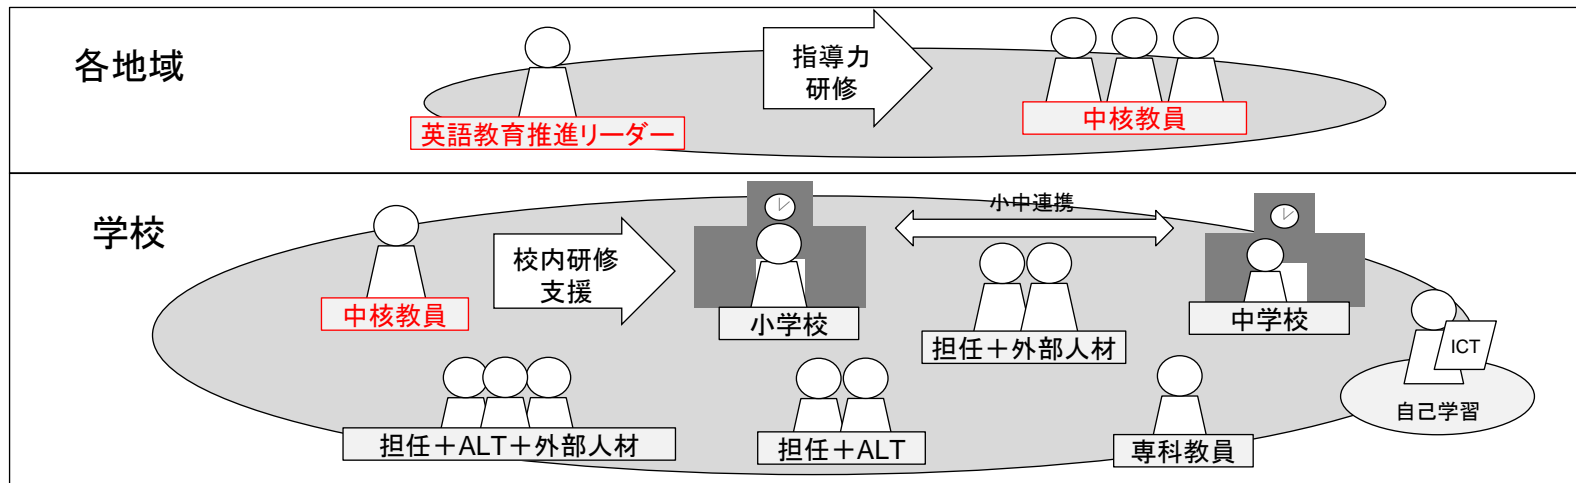 各地域
指導力
研修
英語教育推進リーダー
中核教員
学校
小中連携
校内研修
支援
中核教員
小学校
中学校
担任＋外部人材
ICT
自己学習
担任＋ALT＋外部人材
担任＋ALT
専科教員